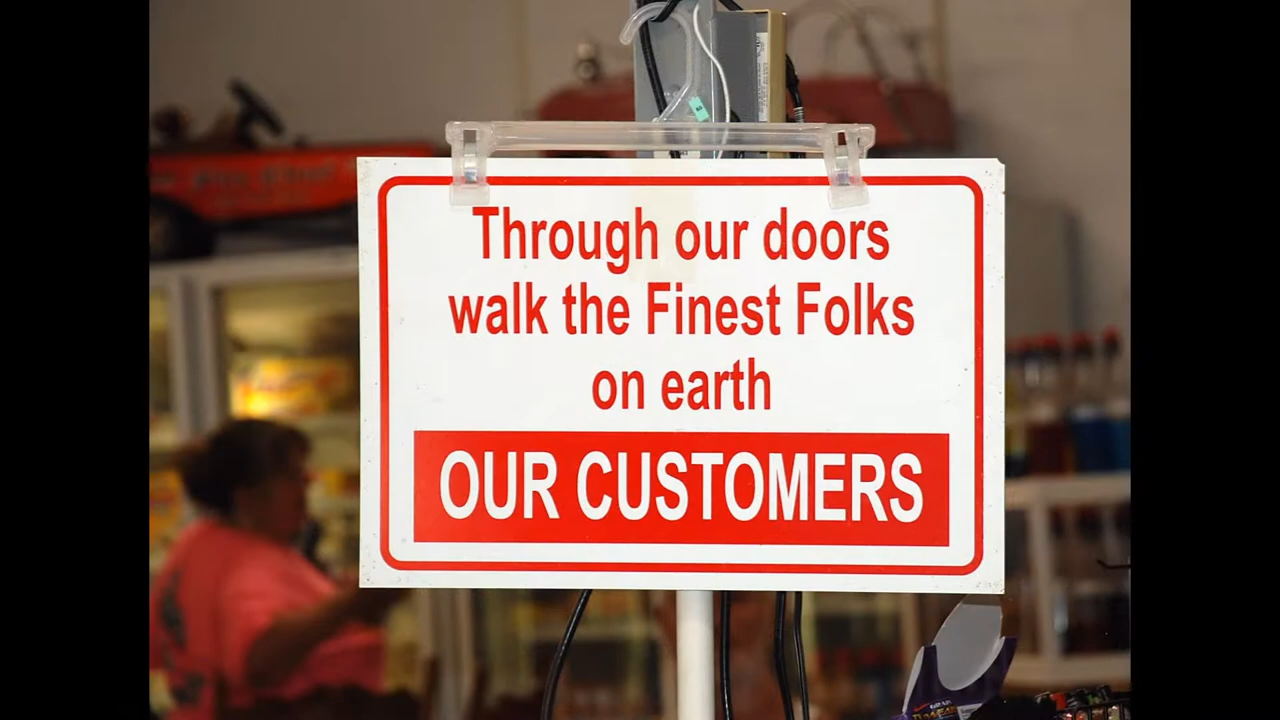 Through our doors
walk the Finest Folks
on earth
OUR CUSTOMERS